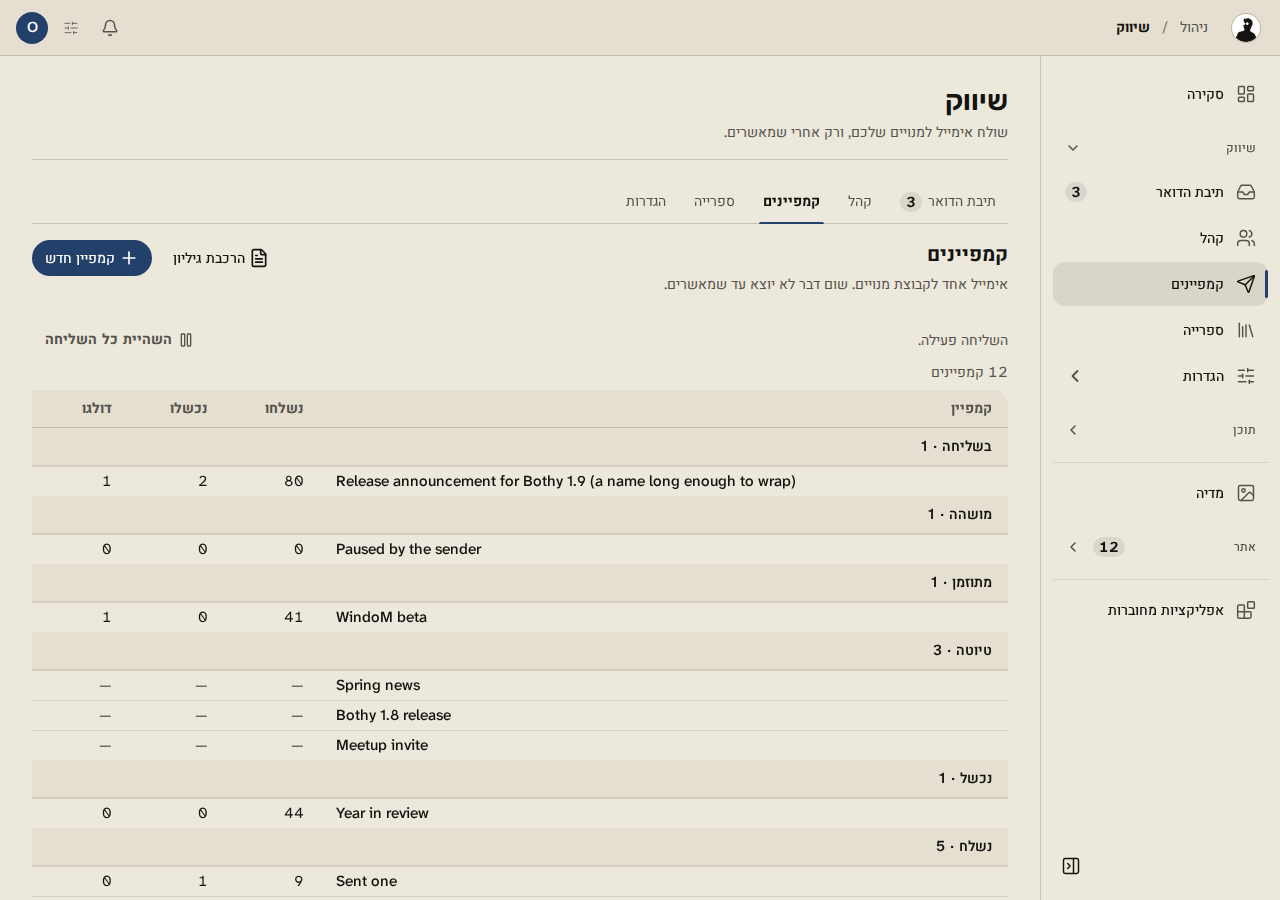 ניהול / שיווק
O
סקירה
שיווק
תיבת הדואר 3
קהל
קמפיינים
ספרייה
הגדרות
תוכן
מדיה
אתר 12
אפליקציות מחוברות
שיווק
שולח אימייל למנויים שלכם, ורק אחרי שמאשרים.
תיבת הדואר 3 קהל קמפיינים ספרייה הגדרות
קמפיינים
הרכבת גיליון
קמפיין חדש
אימייל אחד לקבוצת מנויים. שום דבר לא יוצא עד שמאשרים.
השליחה פעילה.
השהיית כל השליחה
12 קמפיינים
קמפיין נשלחו נכשלו דולגו
בשליחה · 1
Release announcement for Bothy 1.9 (a name long enough to wrap) 80 2 1
מושהה · 1
Paused by the sender 0 0 0
מתוזמן · 1
WindoM beta 41 0 1
טיוטה · 3
Spring news — — —
Bothy 1.8 release — — —
Meetup invite — — —
נכשל · 1
Year in review 44 0 0
נשלח · 5
Sent one 9 1 0